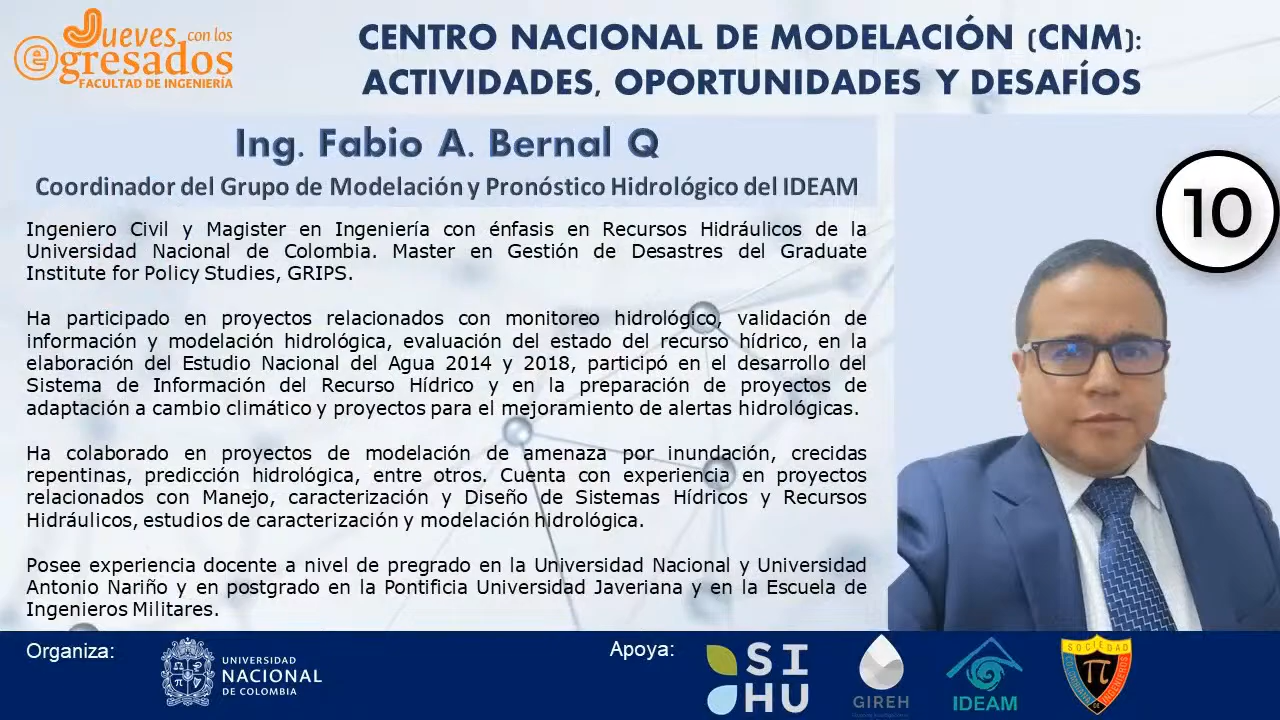 Jueves con los
egresados
FACULTAD DE INGENIERÍA
CENTRO NACIONAL DE MODELACIÓN (CNM):
ACTIVIDADES, OPORTUNIDADES Y DESAFÍOS
Ing. Fabio A. Bernal Q
Coordinador del Grupo de Modelación y Pronóstico Hidrológico del IDEAM
10
Ingeniero Civil y Magister en Ingeniería con énfasis en Recursos Hidráulicos de la
Universidad Nacional de Colombia. Master en Gestión de Desastres del Graduate
Institute for Policy Studies, GRIPS.
Ha participado en proyectos relacionados con monitoreo hidrológico, validación de
información y modelación hidrológica, evaluación del estado del recurso hídrico, en la
elaboración del Estudio Nacional del Agua 2014 y 2018, participó en el desarrollo del
Sistema de Información del Recurso Hídrico y en la preparación de proyectos de
adaptación a cambio climático y proyectos para el mejoramiento de alertas hidrológicas.
Ha colaborado en proyectos de modelación de amenaza por inundación, crecidas
repentinas, predicción hidrológica, entre otros. Cuenta con experiencia en proyectos
relacionados con Manejo, caracterización y Diseño de Sistemas Hídricos y Recursos
Hidráulicos, estudios de caracterización y modelación hidrológica.
Posee experiencia docente a nivel de pregrado en la Universidad Nacional y Universidad
Antonio Nariño y en postgrado en la Pontificia Universidad Javeriana y en la Escuela de
Ingenieros Militares.
Organiza:
UNIVERSIDAD
NACIONAL
DE COLOMBIA
Apoya:
SI
HU
GIREH
IDEAM
SOCIEDAD
COLOMBIANA
DE
INGENIEROS
π